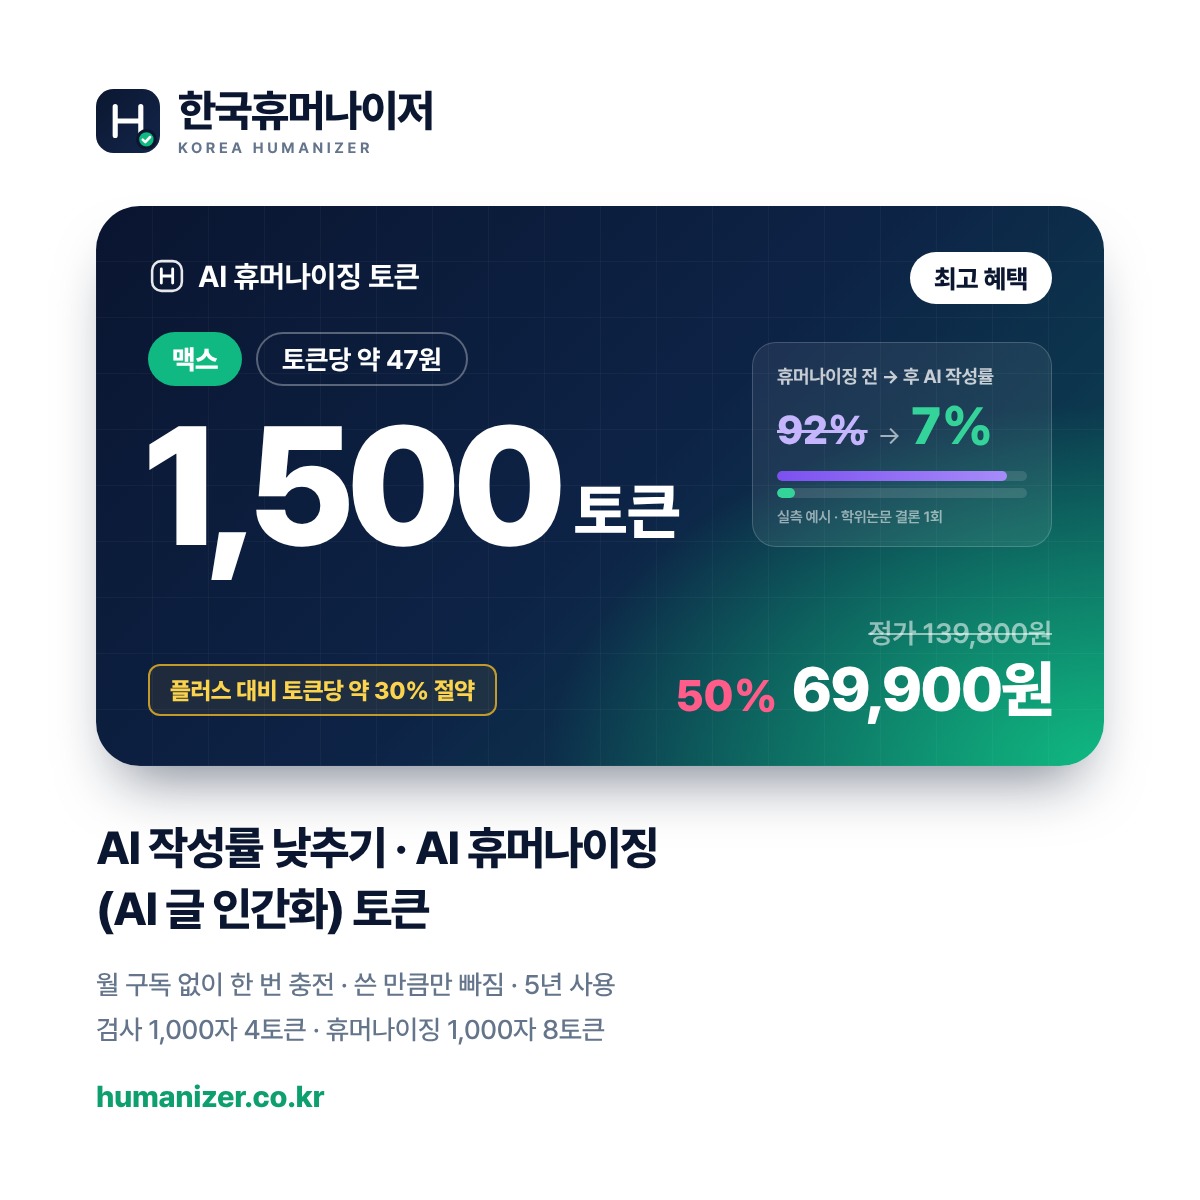 한국휴머나이저
KOREA HUMANIZER
AI 휴머나이징 토큰
최고 혜택
맥스
토큰당 약 47원
1,500 토큰
휴머나이징 전 → 후 AI 작성률
92% → 7%
실측 예시 · 학위논문 결론 1회
플러스 대비 토큰당 약 30% 절약
정가 139,800원
50% 69,900원
AI 작성률 낮추기 · AI 휴머나이징
(AI 글 인간화) 토큰
월 구독 없이 한 번 충전 · 쓴 만큼만 빠짐 · 5년 사용
검사 1,000자 4토큰 · 휴머나이징 1,000자 8토큰
humanizer.co.kr